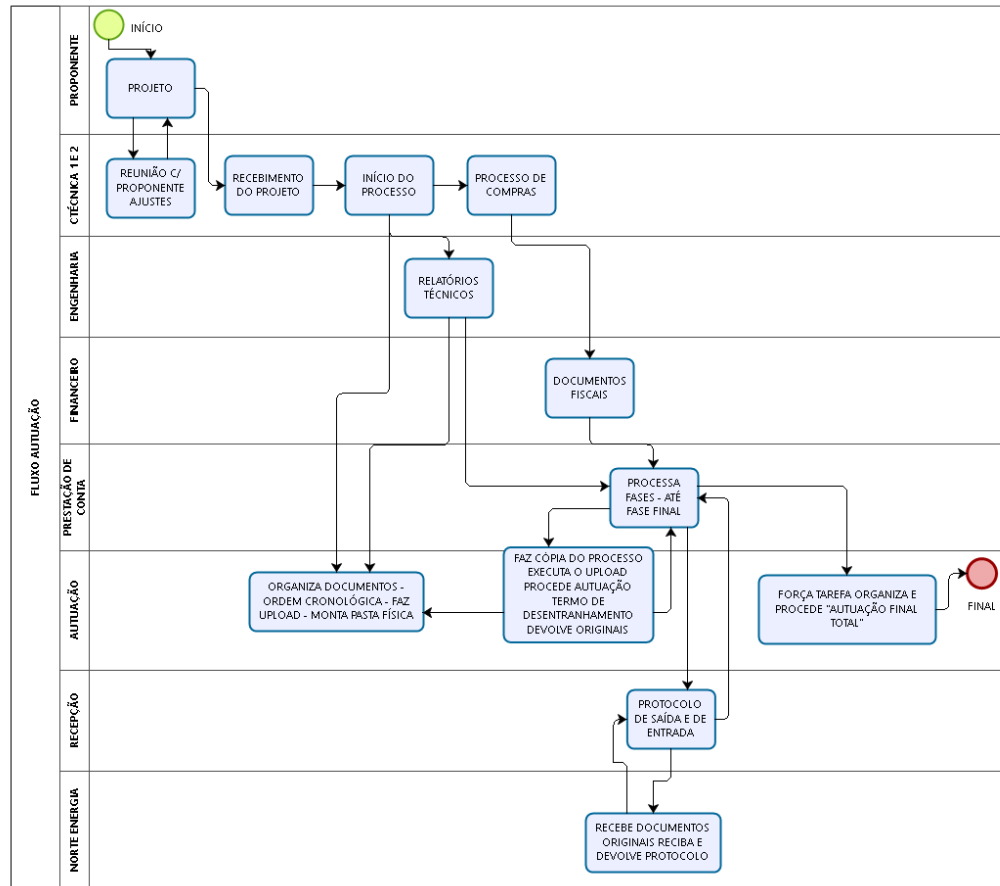 FLUXO AUTUAÇÃO
PROPONENTE
INÍCIO
PROJETO
CTÉCNICA 1 E 2
REUNIÃO C/
PROPONENTE
AJUSTES
RECEBIMENTO
DO PROJETO
INÍCIO DO
PROCESSO
PROCESSO DE
COMPRAS
ENGENHARIA
RELATÓRIOS
TÉCNICOS
FINANCEIRO
DOCUMENTOS
FISCAIS
PRESTAÇÃO DE
CONTA
PROCESSA
FASES - ATÉ
FASE FINAL
AUTUAÇÃO
ORGANIZA DOCUMENTOS -
ORDEM CRONOLÓGICA - FAZ
UPLOAD - MONTA PASTA FÍSICA
FAZ CÓPIA DO PROCESSO
EXECUTA O UPLOAD
PROCEDE AUTUAÇÃO
TERMO DE
DESENTRANHAMENTO
DEVOLVE ORIGINAIS
FORÇA TAREFA ORGANIZA E
PROCEDE "AUTUAÇÃO FINAL
TOTAL"
FINAL
RECEPÇÃO
PROTOCOLO
DE SAÍDA E DE
ENTRADA
NORTE ENERGIA
RECEBE DOCUMENTOS
ORIGINAIS RECIBA E
DEVOLVE PROTOCOLO